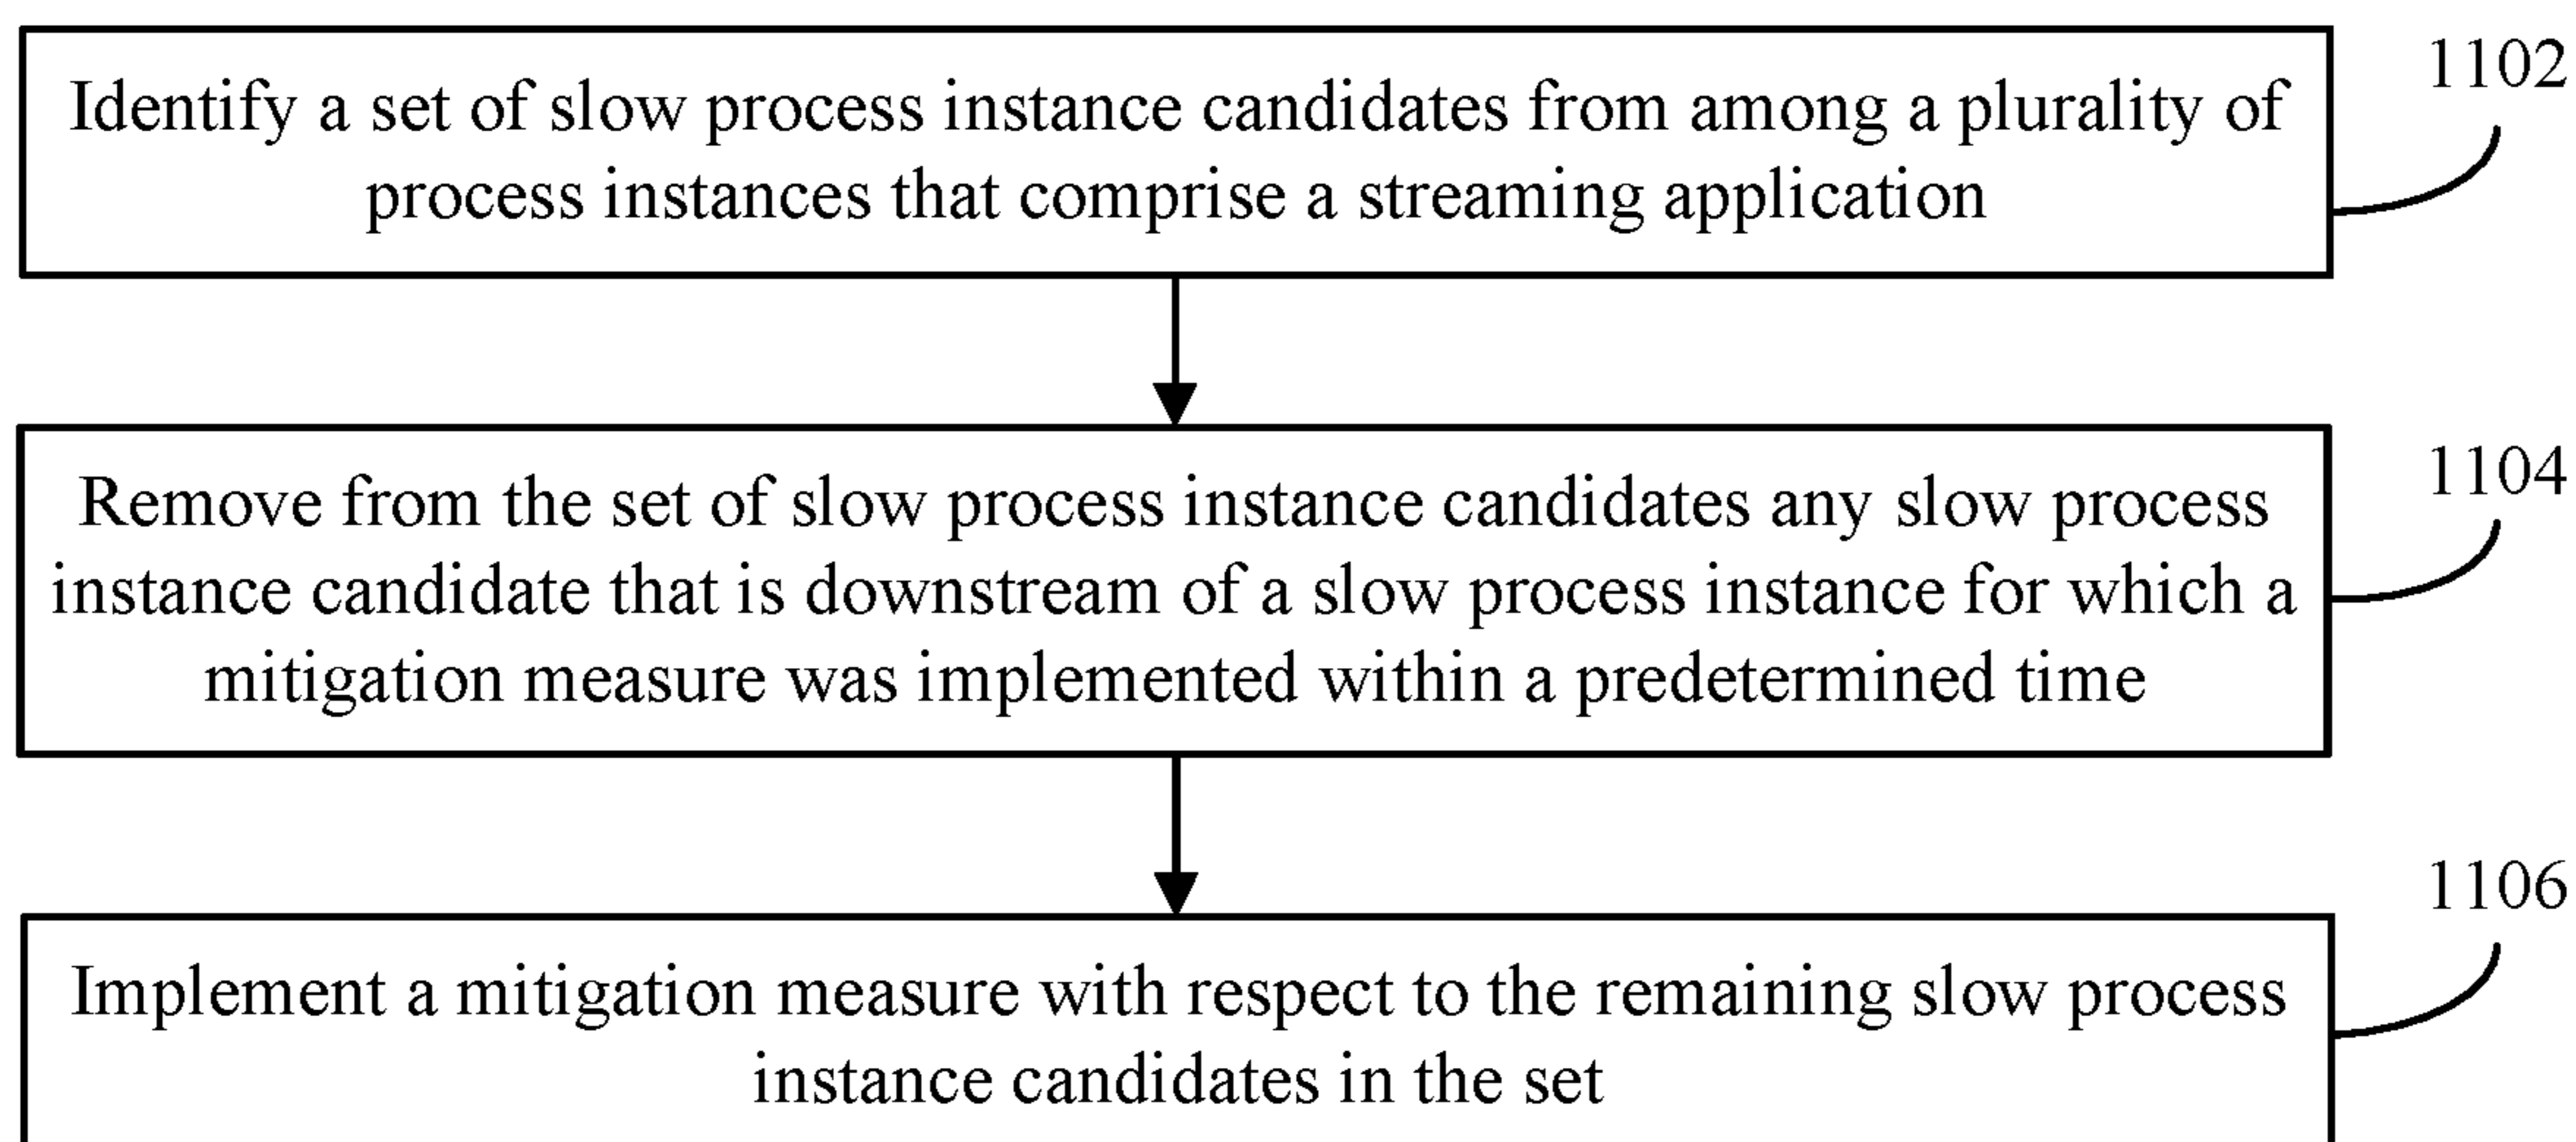 1102
Identify a set of slow process instance candidates from among a plurality of
process instances that comprise a streaming application
1104
Remove from the set of slow process instance candidates any slow process
instance candidate that is downstream of a slow process instance for which a
mitigation measure was implemented within a predetermined time
1106
Implement a mitigation measure with respect to the remaining slow process
instance candidates in the set